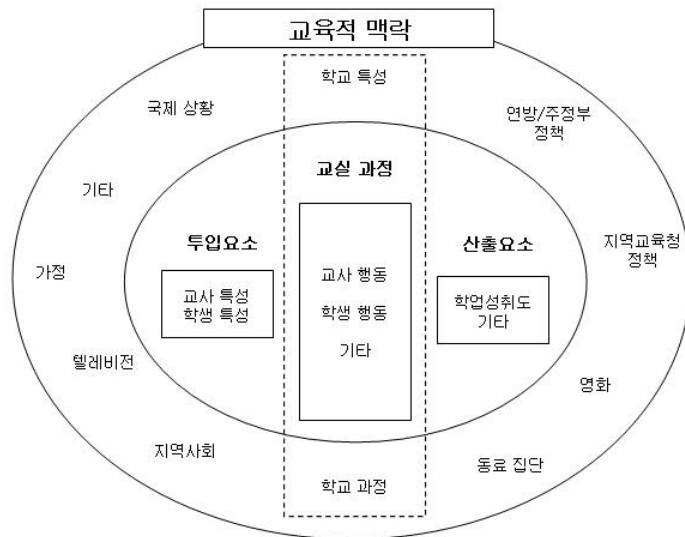 교육적 맥락
학교 특성
국제 상황
연방/주정부
정책
교실 과정
기타
투입요소
산출요소
지역교육청
정책
가정
교사 특성
학생 특성
교사 행동
학생 행동
기타
학업성취도
기타
텔레비전
영화
지역사회
동료 집단
학교 과정